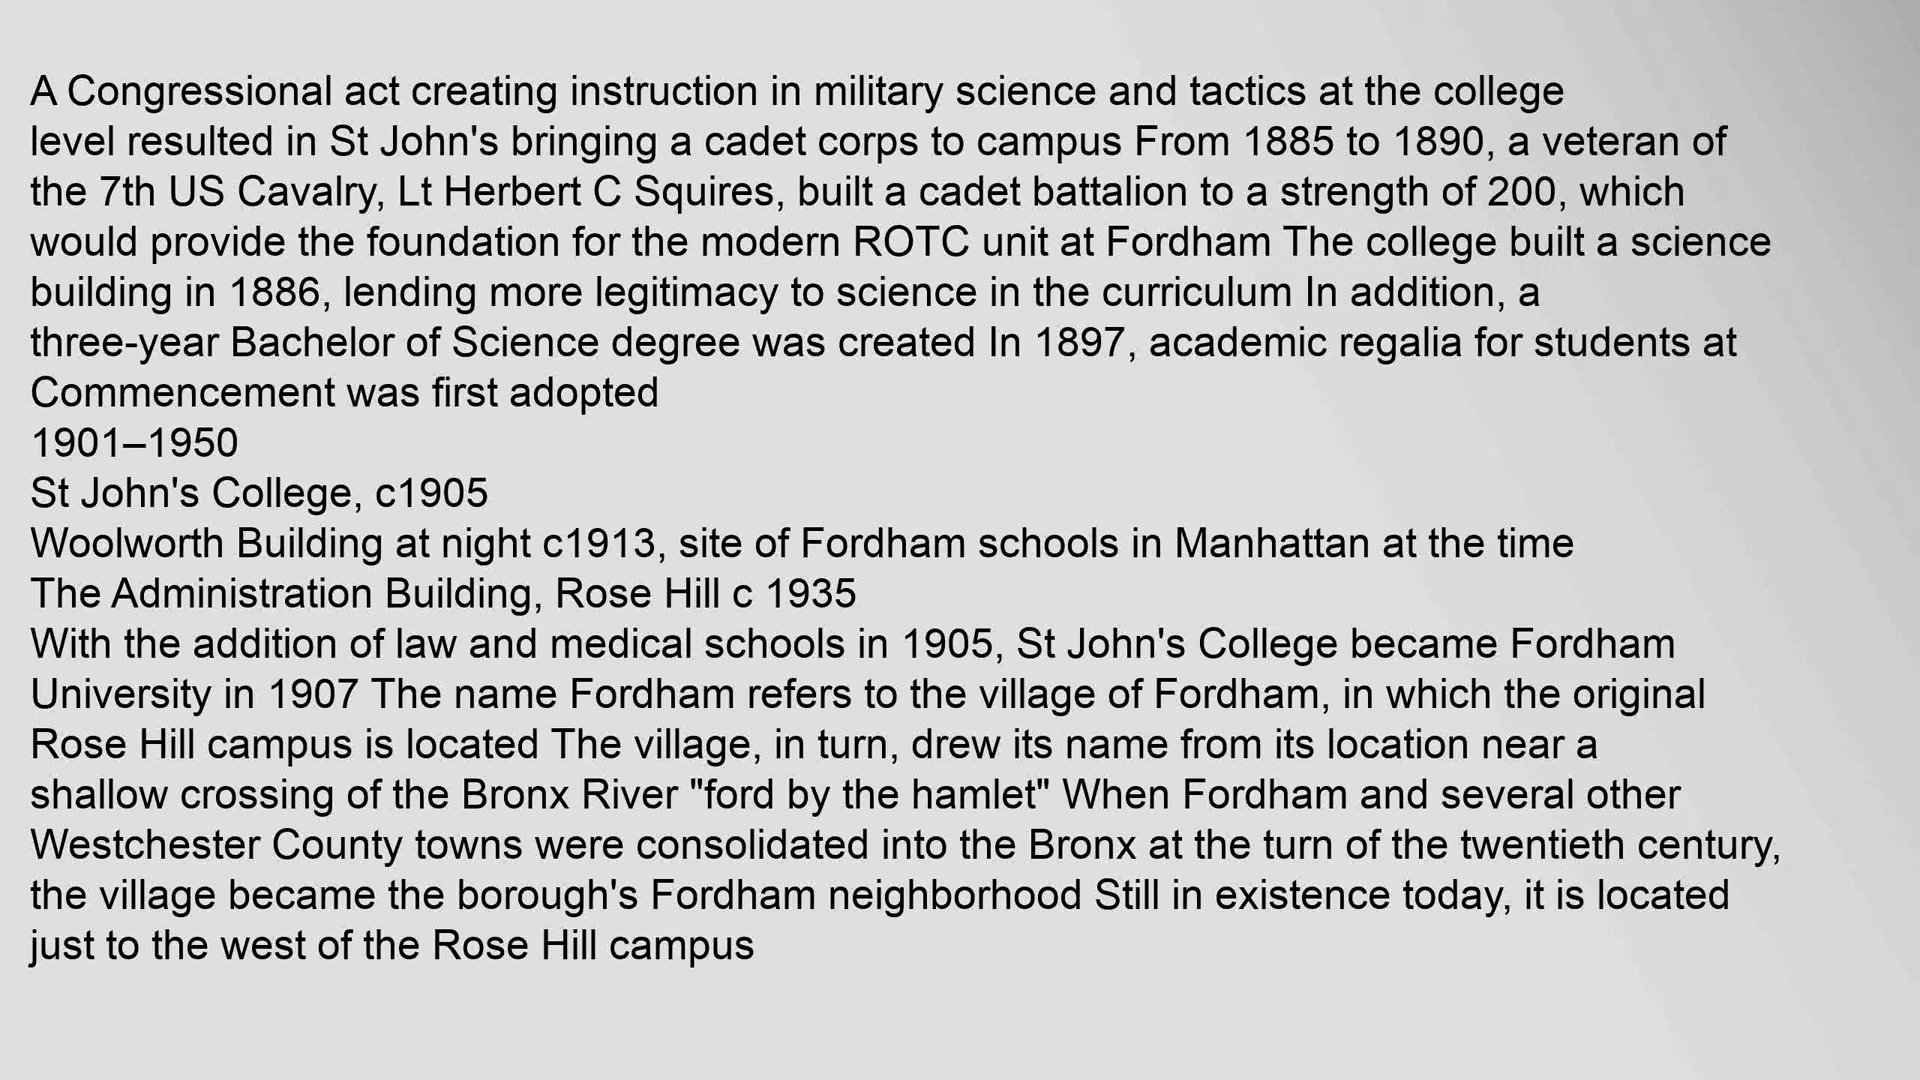 A Congressional act creating instruction in military science and tactics at the college
level resulted in St John's bringing a cadet corps to campus From 1885 to 1890, a veteran of
the 7th US Cavalry, Lt Herbert C Squires, built a cadet battalion to a strength of 200, which
would provide the foundation for the modern ROTC unit at Fordham The college built a science
building in 1886, lending more legitimacy to science in the curriculum In addition, a
three-year Bachelor of Science degree was created In 1897, academic regalia for students at
Commencement was first adopted
1901–1950
St John's College, c1905
Woolworth Building at night c1913, site of Fordham schools in Manhattan at the time
The Administration Building, Rose Hill c 1935
With the addition of law and medical schools in 1905, St John's College became Fordham
University in 1907 The name Fordham refers to the village of Fordham, in which the original
Rose Hill campus is located The village, in turn, drew its name from its location near a
shallow crossing of the Bronx River "ford by the hamlet" When Fordham and several other
Westchester County towns were consolidated into the Bronx at the turn of the twentieth century,
the village became the borough's Fordham neighborhood Still in existence today, it is located
just to the west of the Rose Hill campus